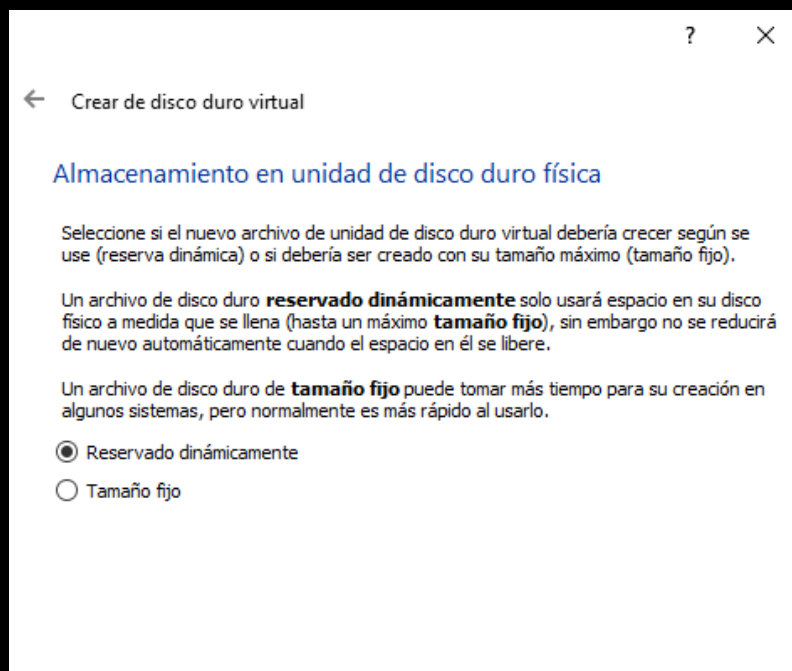 ?
Crear de disco duro virtual
Almacenamiento en unidad de disco duro física
Seleccione si el nuevo archivo de unidad de disco duro virtual debería crecer según se
use (reserva dinámica) o si debería ser creado con su tamaño máximo (tamaño fijo).
Un archivo de disco duro reservado dinámicamente solo usará espacio en su disco
físico a medida que se llena (hasta un máximo tamaño fijo), sin embargo no se reducirá
de nuevo automáticamente cuando el espacio en él se libere.
Un archivo de disco duro de tamaño fijo puede tomar más tiempo para su creación en
algunos sistemas, pero normalmente es más rápido al usarlo.
Reservado dinámicamente
Tamaño fijo